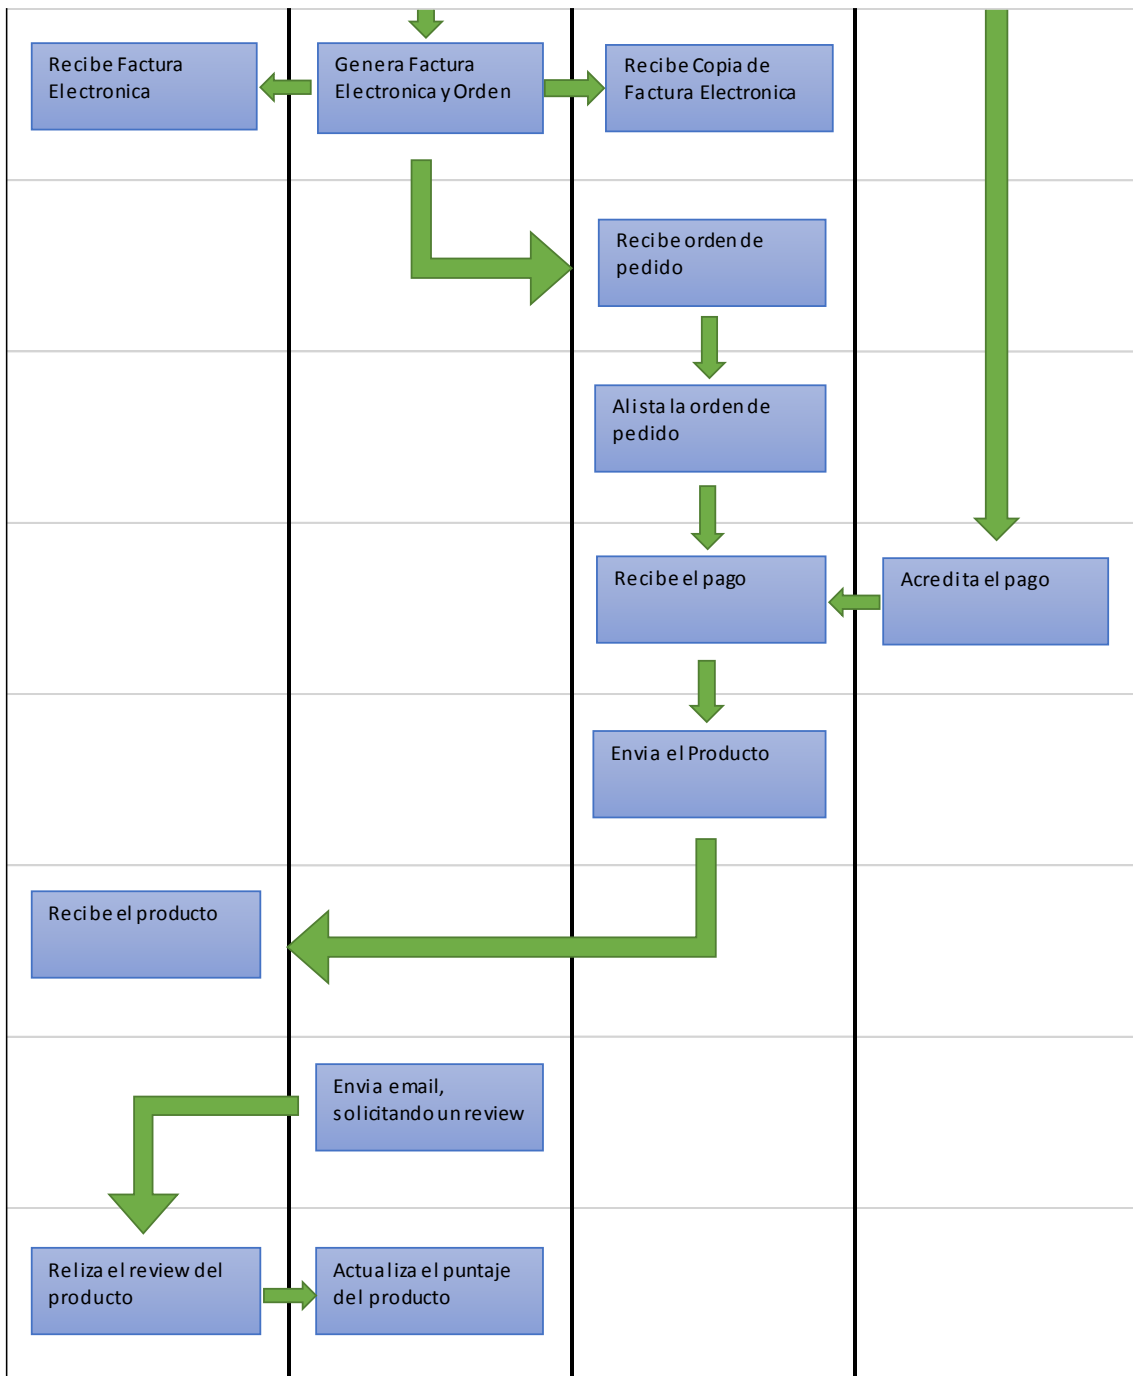 Recibe Factura
Electronica
Genera Factura
Electronica y Orden
Recibe Copia de
Factura Electronica
Recibe orden de
pedido
Alista la orden de
pedido
Recibe el pago
Acredita el pago
Envia el Producto
Recibe el producto
Envia email,
solicitando un review
Reliza el review del
producto
Actualiza el puntaje
del producto